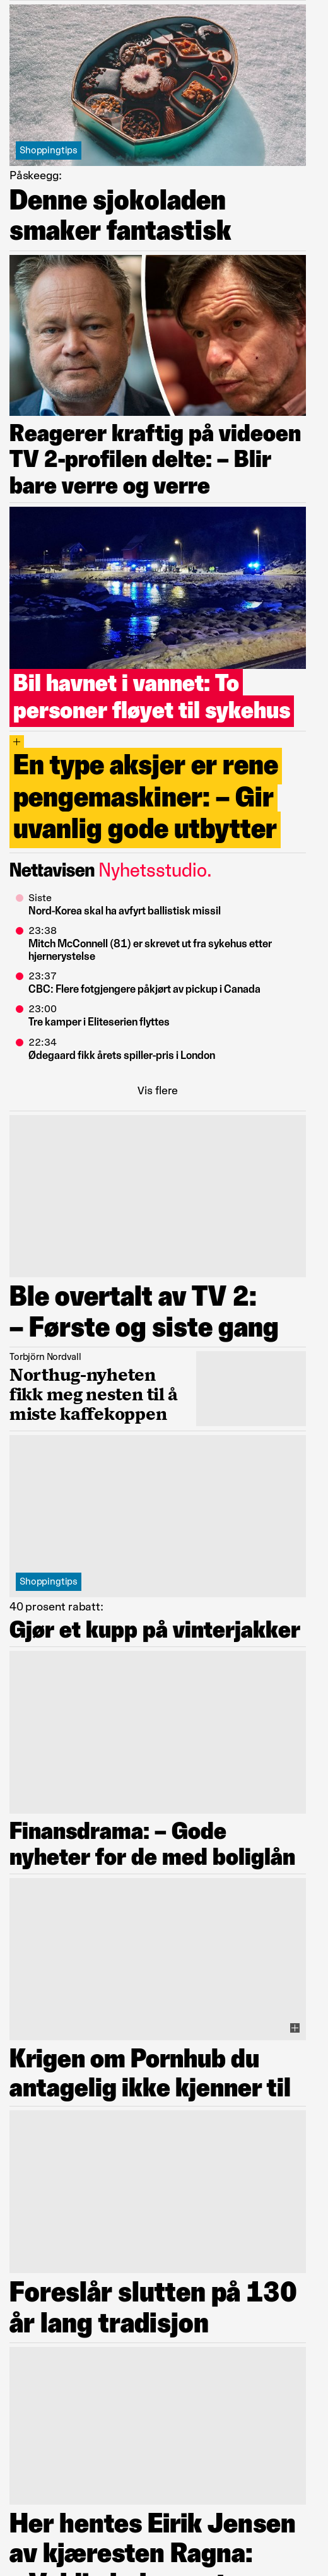 Shoppingtips
Påskeegg:
Denne sjokoladen
smaker fantastisk
Reagerer kraftig på videoen
TV 2-profilen delte: – Blir
bare verre og verre
Bil havnet i vannet: To
personer fløyet til sykehus
+
En type aksjer er rene
pengemaskiner: – Gir
uvanlig gode utbytter
Nettavisen Nyhetsstudio.
Siste
Nord-Korea skal ha avfyrt ballistisk missil
23:38
Mitch McConnell (81) er skrevet ut fra sykehus etter
hjernerystelse
23:37
CBC: Flere fotgjengere påkjørt av pickup i Canada
23:00
Tre kamper i Eliteserien flyttes
22:34
Ødegaard fikk årets spiller-pris i London
Vis flere
Ble overtalt av TV 2:
– Første og siste gang
Torbjörn Nordvall
Northug-nyheten
fikk meg nesten til å
miste kaffekoppen
Shoppingtips
40 prosent rabatt:
Gjør et kupp på vinterjakker
Finansdrama: – Gode
nyheter for de med boliglån
+
Krigen om Pornhub du
antagelig ikke kjenner til
Foreslår slutten på 130
år lang tradisjon
Her hentes Eirik Jensen
av kjæresten Ragna: